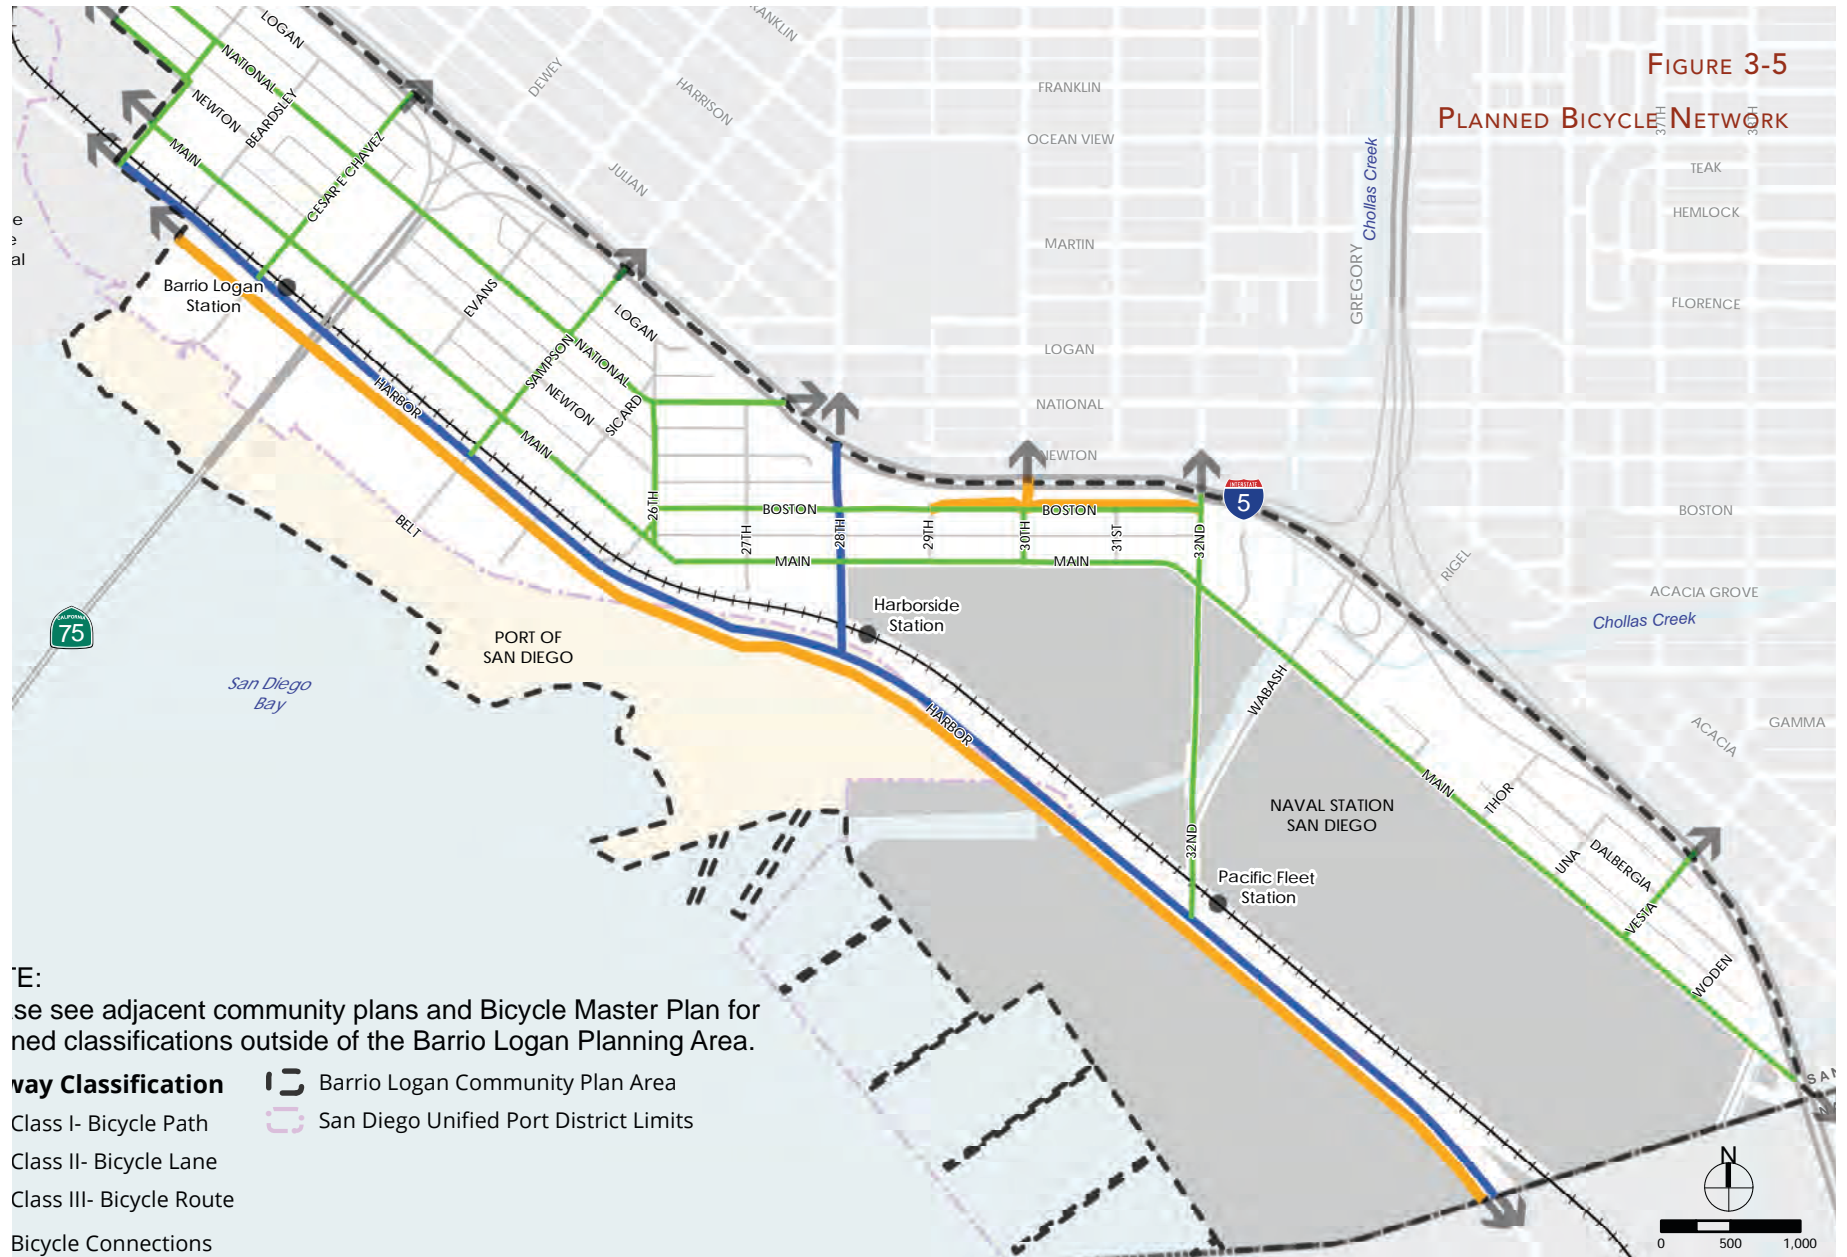 FIGURE 3-5
PLANNED BICYCLE NETWORK
LOGAN
NATIONAL
NEWTON
BEARDSLEY
MAIN
CESAR E CHAVEZ
DEWEY
HARRISON
JULIAN
FRANKLIN
OCEAN VIEW
MARTIN
LOGAN
NATIONAL
NEWTON
Chollas Creek
GREGORY
37TH
TEAK
HEMLOCK
FLORENCE
BOSTON
ACACIA GROVE
Chollas Creek
RIGEL
ACACIA
GAMMA
e
e
al
Barrio Logan
Station
EVANS
LOGAN
SAMPSON
NATIONAL
NEWTON
SICARD
HARBOR
MAIN
BELT
26TH
BOSTON
27TH
28TH
29TH
30TH
BOSTON
31ST
32ND
INTERSTATE
5
MAIN
MAIN
Harborside
Station
CALIFORNIA
75
PORT OF
SAN DIEGO
San Diego
Bay
HARBOR
WABASH
MAIN
THOR
NAVAL STATION
SAN DIEGO
32ND
UNA
DALBERGIA
VESTA
WODEN
Pacific Fleet
Station
SAN
TE:
se see adjacent community plans and Bicycle Master Plan for
ned classifications outside of the Barrio Logan Planning Area.
way Classification
Class I- Bicycle Path
Class II- Bicycle Lane
Class III- Bicycle Route
Bicycle Connections
Barrio Logan Community Plan Area
San Diego Unified Port District Limits
N
0 500 1,000